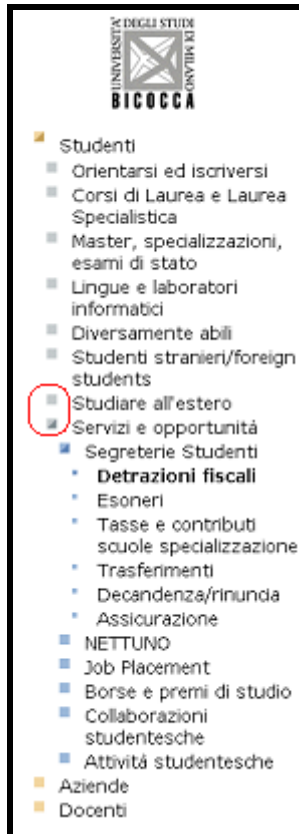 UNIVERSITÀ DEGLI STUDI DI MILANO
BICOCCA
Studenti
Orientarsi ed iscriversi
Corsi di Laurea e Laurea
Specialistica
Master, specializzazioni,
esami di stato
Lingue e laboratori
informatici
Diversamente abili
Studenti stranieri/foreign
students
Studiare all'estero
Servizi e opportunitá
Segreterie Studenti
Detrazioni fiscali
Esoneri
Tasse e contributi
scuole specializzazione
Trasferimenti
Decandenza/rinuncia
Assicurazione
NETTUNO
Job Placement
Borse e premi di studio
Collaborazioni
studentesche
Attivitá studentesche
Aziende
Docenti